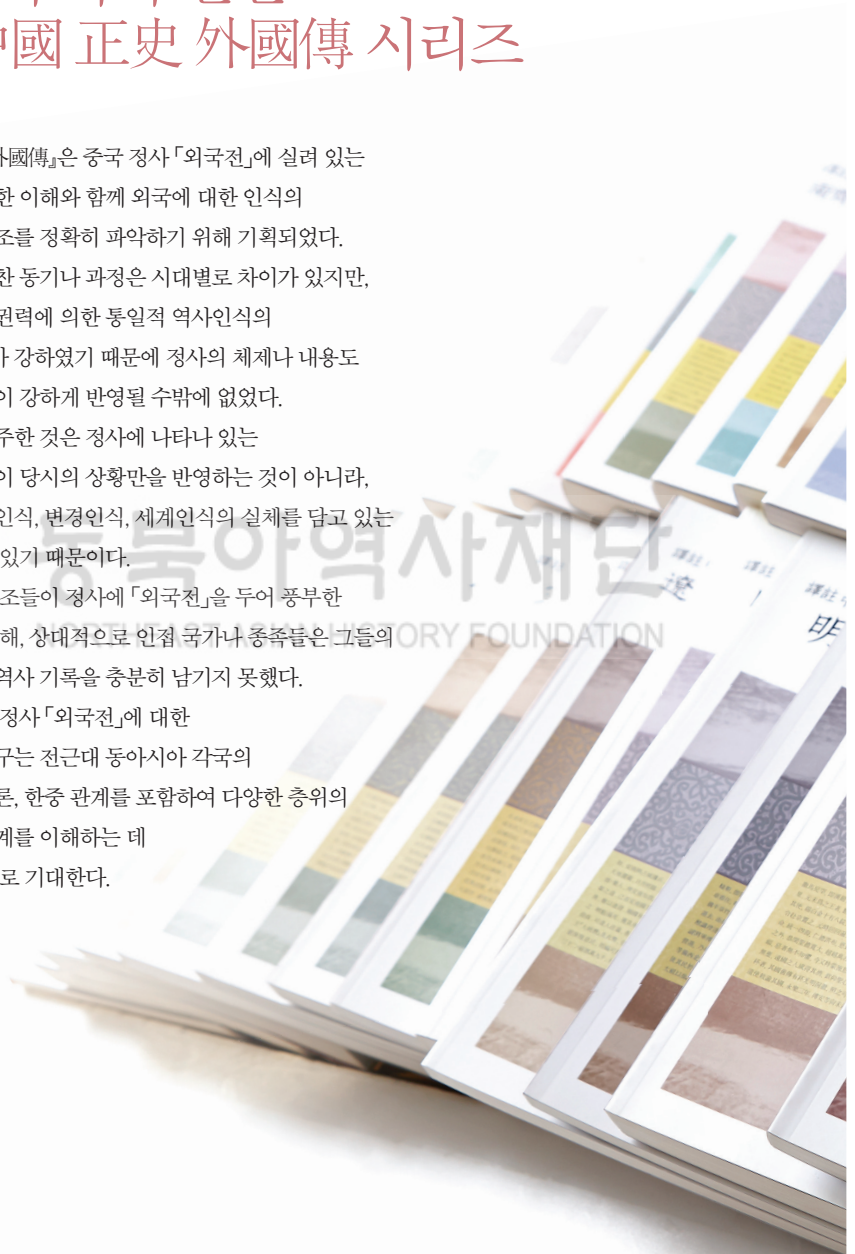 中國 正史 外國傳 시리즈
外國傳』은 중국 정사 「외국전」에 실려 있는
한 이해와 함께 외국에 대한 인식의
조를 정확히 파악하기 위해 기획되었다.
찬 동기나 과정은 시대별로 차이가 있지만,
권력에 의한 통일적 역사인식의
가 강하였기 때문에 정사의 체제나 내용도
이 강하게 반영될 수밖에 없었다.
주한 것은 정사에 나타나 있는
이 당시의 상황만을 반영하는 것이 아니라,
인식, 변경인식, 세계인식의 실체를 담고 있는
있기 때문이다.
조들이 정사에 「외국전」을 두어 풍부한
해, 상대적으로 인접 국가나 종족들은 그들의
역사 기록을 충분히 남기지 못했다.
정사 「외국전」에 대한
구는 전근대 동아시아 각국의
론, 한중 관계를 포함하여 다양한 층위의
계를 이해하는 데
로 기대한다.
동북아역사재단
NORTHEAST ASIAN HISTORY FOUNDATION
譯註
遼
譯註
譯註
明